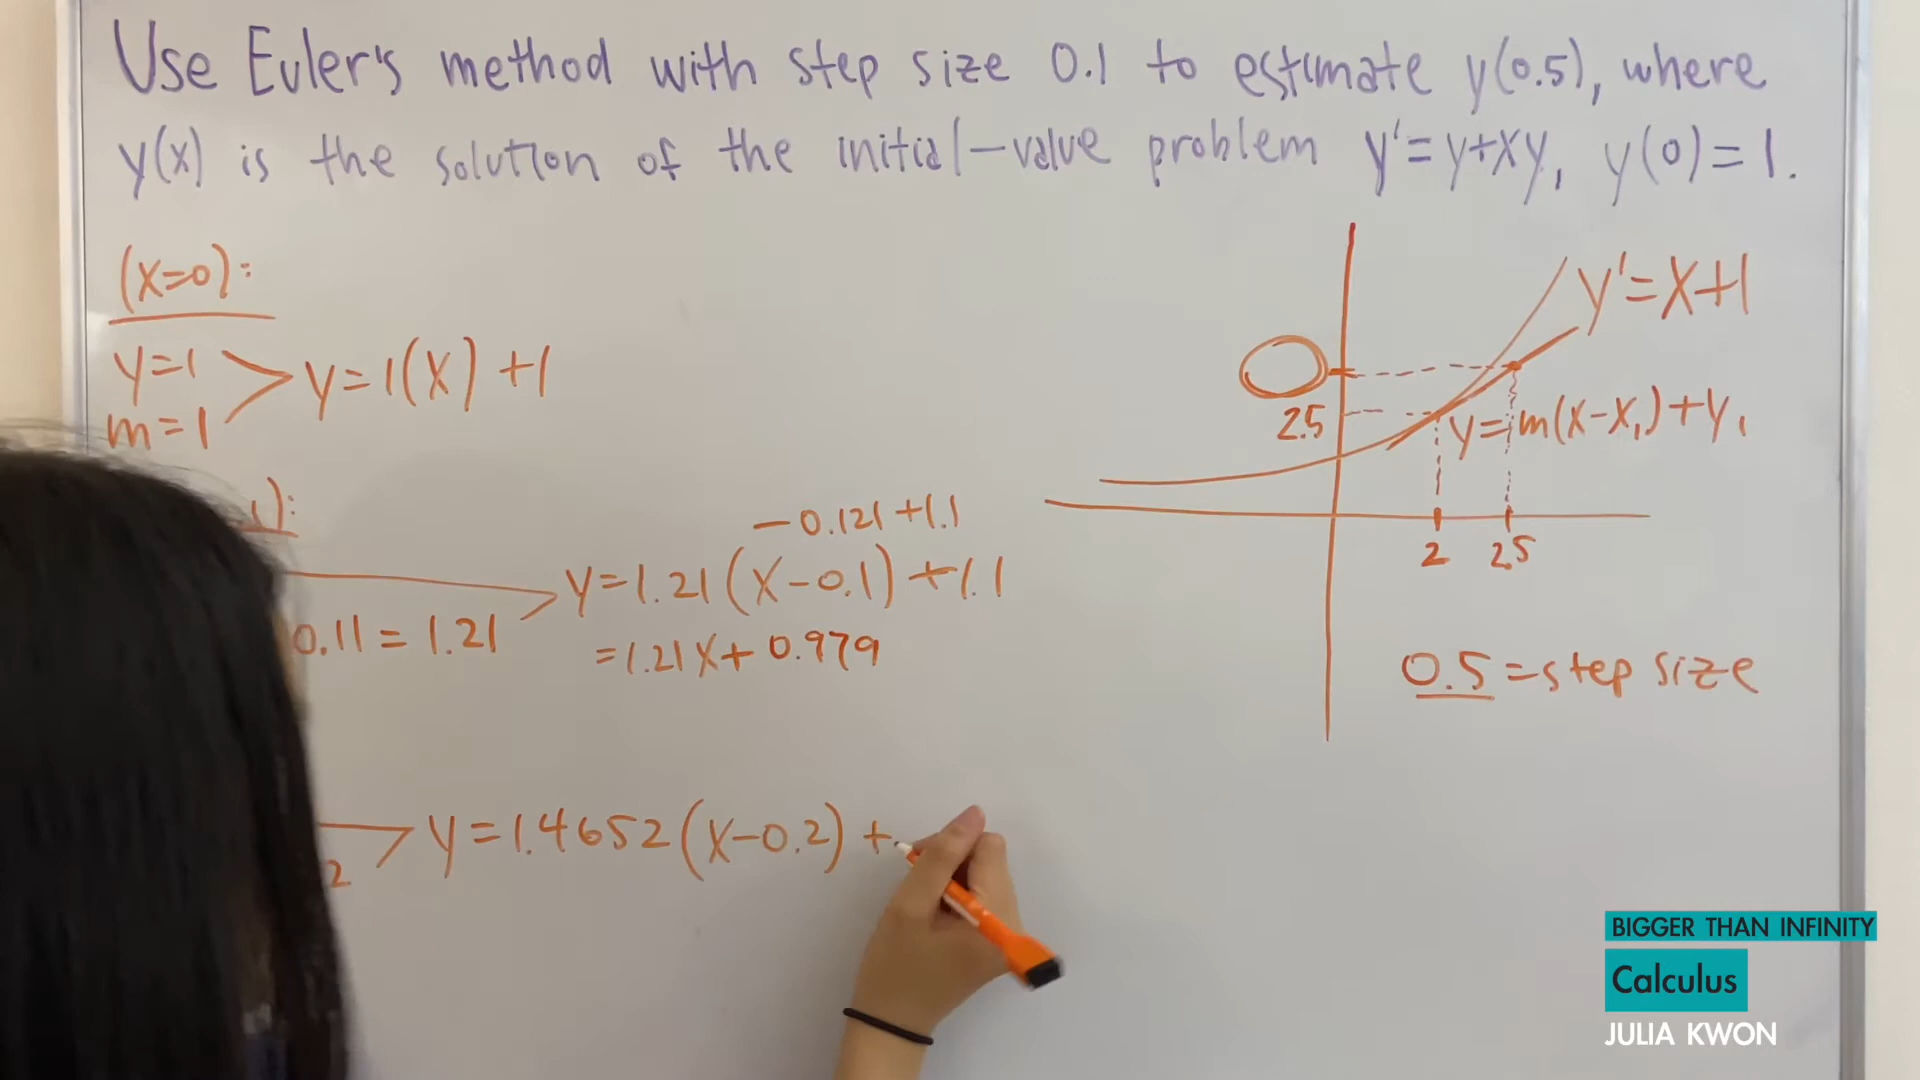 Use Euler's method with step size 0.1 to estimate y(0.5), where
y(x) is the solution of the initial-value problem y'=y+xy, y(0)=1.
(x=0):
y=1
m=1
y=1(x)+1
1):
0.11=1.21
-0.121+1.1
y=1.21(x-0.1)+1.1
=1.21x+0.979
2
y=1.4652(x-0.2)+
y'=x+1
2.5
y=m(x-x₁)+y₁
2 2.5
0.5=step size
BIGGER THAN INFINITY
Calculus
JULIA KWON